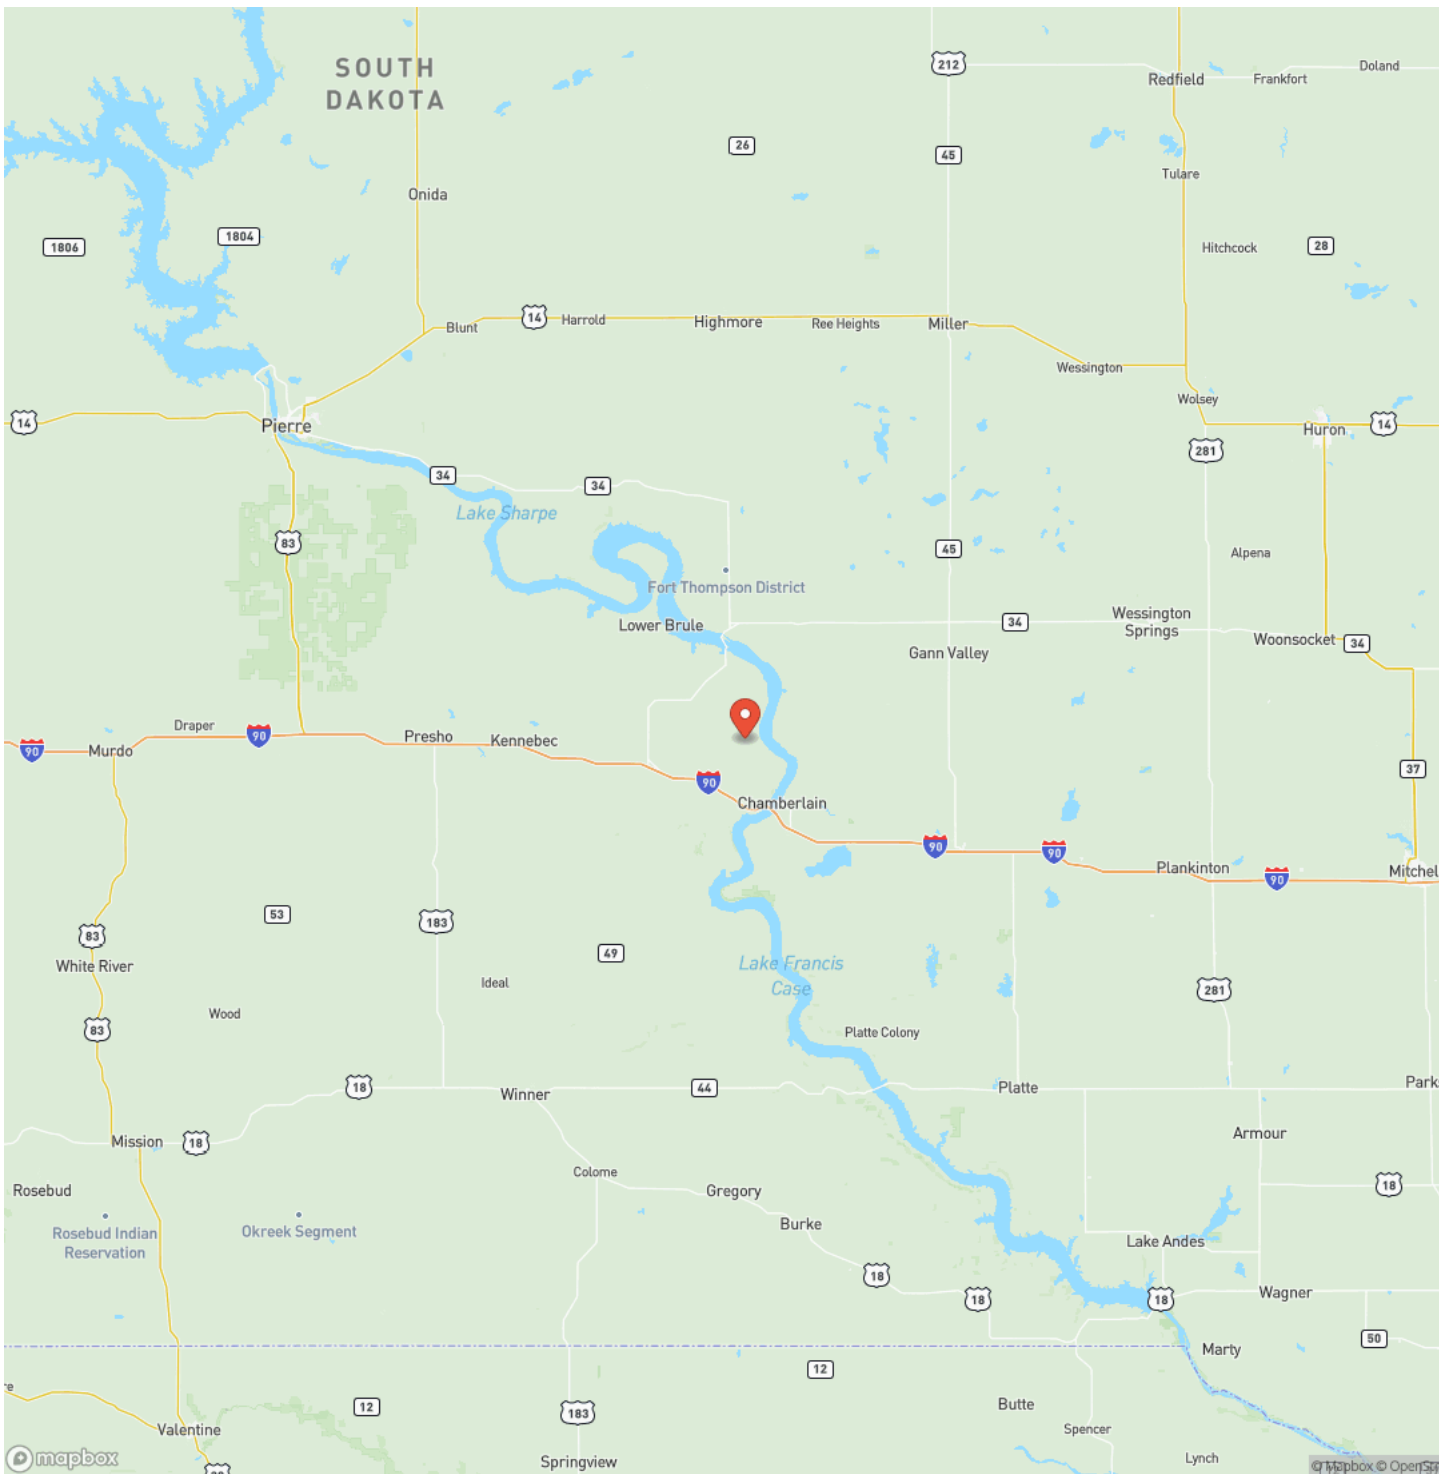 SOUTH
DAKOTA
212
Redfield
Frankfort
Doland
26
45
Tulare
Onida
1806
1804
Hitchcock
28
Blunt
14
Harrold
Highmore
Ree Heights
Miller
Wessington
Wolsey
14
Pierre
Huron
14
281
34
34
Lake Sharpe
83
45
Alpena
Fort Thompson District
Lower Brule
34
Wessington
Springs
Woonsocket
34
Gann Valley
Draper
90
90
Murdo
Presho
Kennebec
90
Chamberlain
37
90
90
Plankinton
90
Mitchel
53
183
83
White River
49
Ideal
Lake Francis
Case
281
Wood
83
Platte Colony
18
Winner
44
Platte
Park
Mission
18
Armour
Colome
Rosebud
Gregory
18
Rosebud Indian
Reservation
Okreek Segment
Burke
Lake Andes
18
18
18
Wagner
50
Marty
12
12
183
Butte
Valentine
Spencer
Springview
Lynch
mapbox
© Mapbox © OpenStr